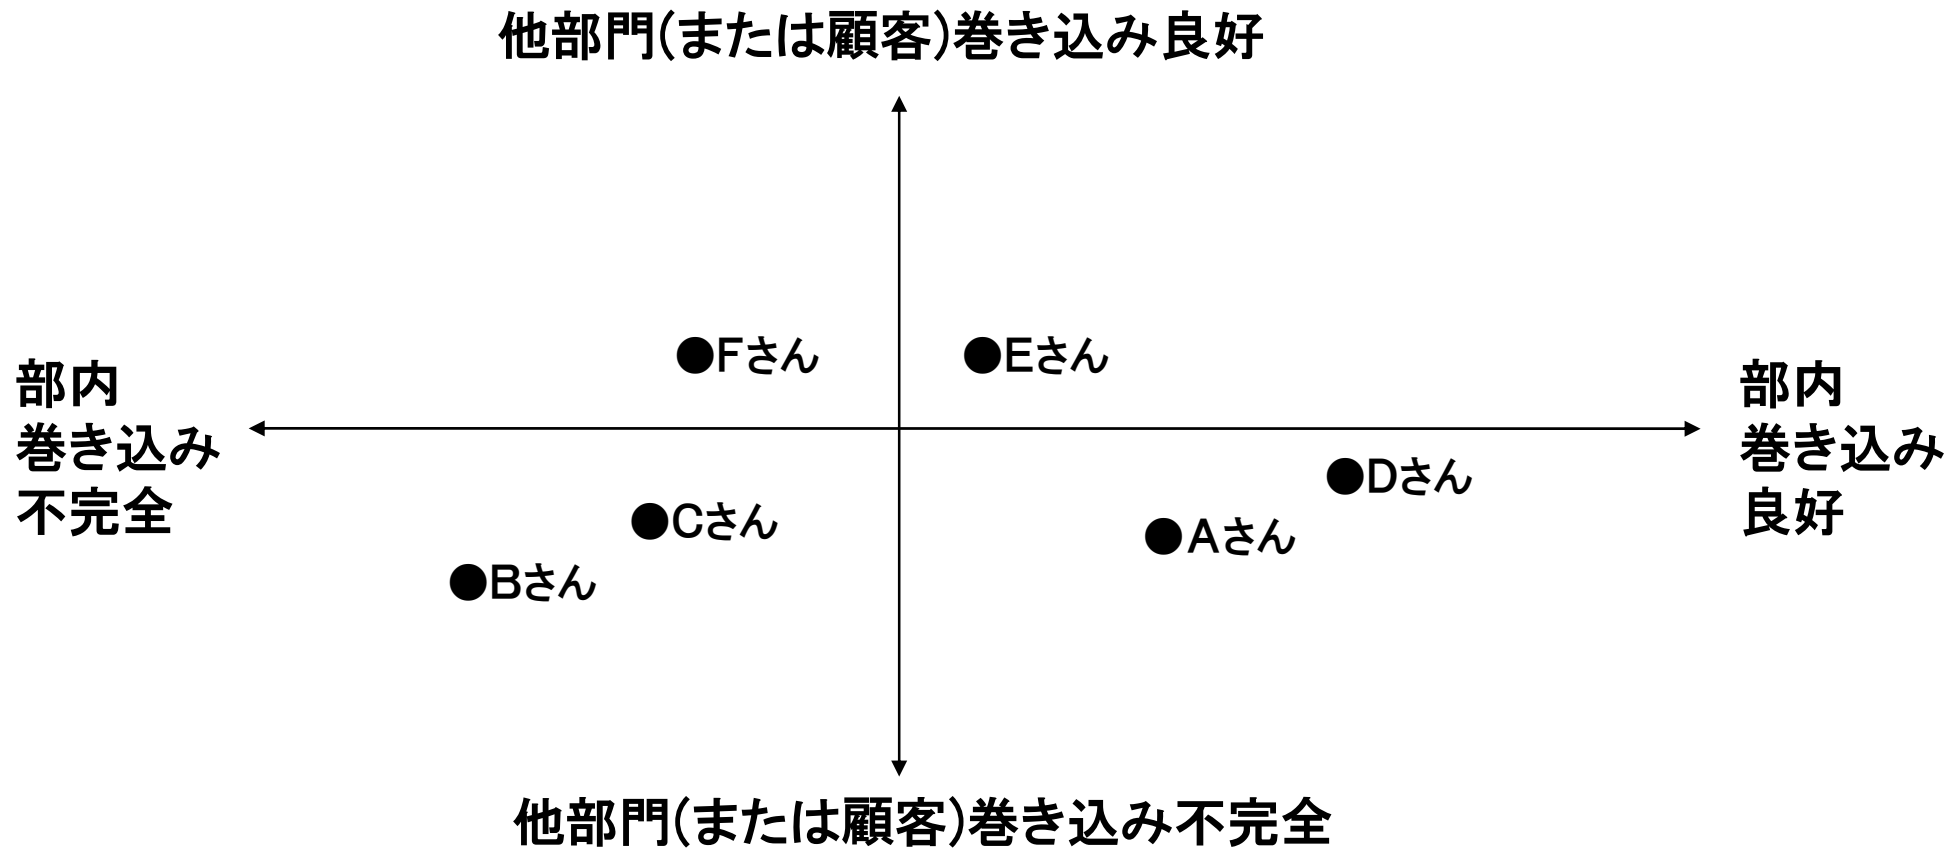 他部門(または顧客)巻き込み良好
●Fさん
●Eさん
部内
巻き込み
不完全
部内
巻き込み
良好
●Dさん
●Cさん
●Aさん
●Bさん
他部門(または顧客)巻き込み不完全